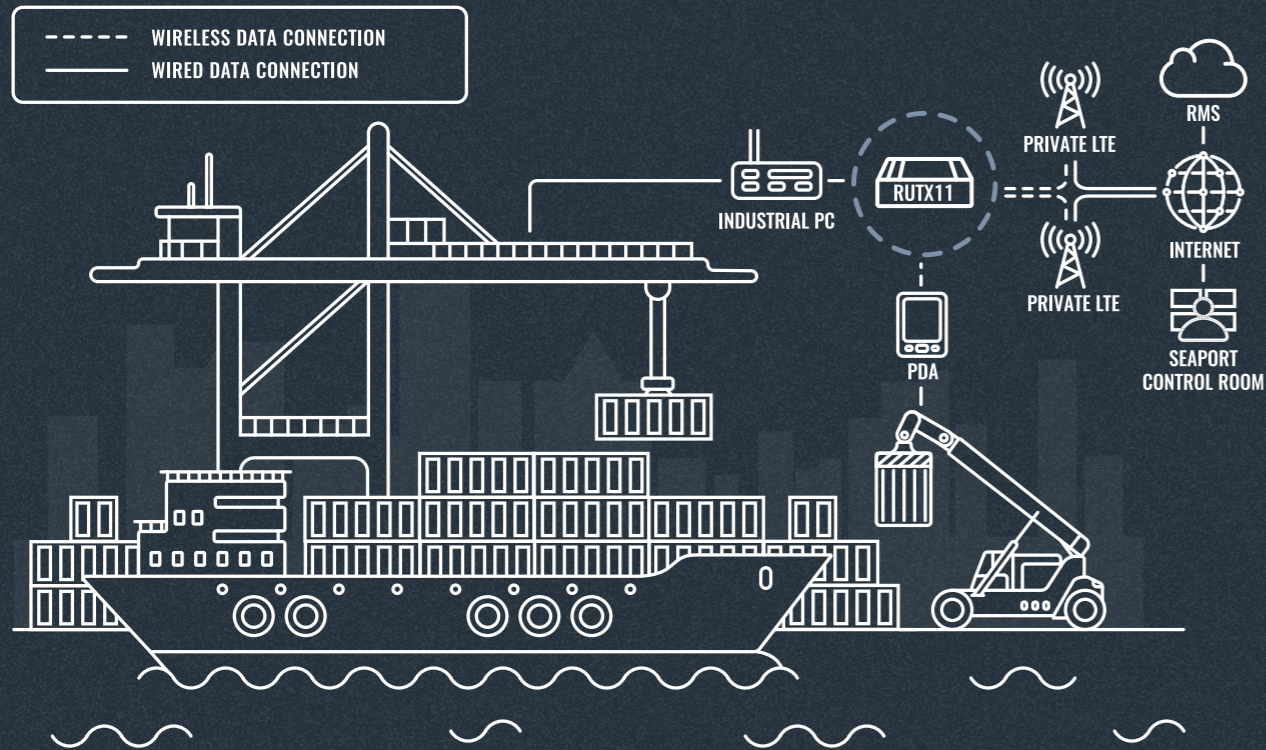 WIRELESS DATA CONNECTION
WIRED DATA CONNECTION
RMS
PRIVATE LTE
RUTX11
INDUSTRIAL PC
INTERNET
PRIVATE LTE
SEAPORT
CONTROL ROOM
PDA